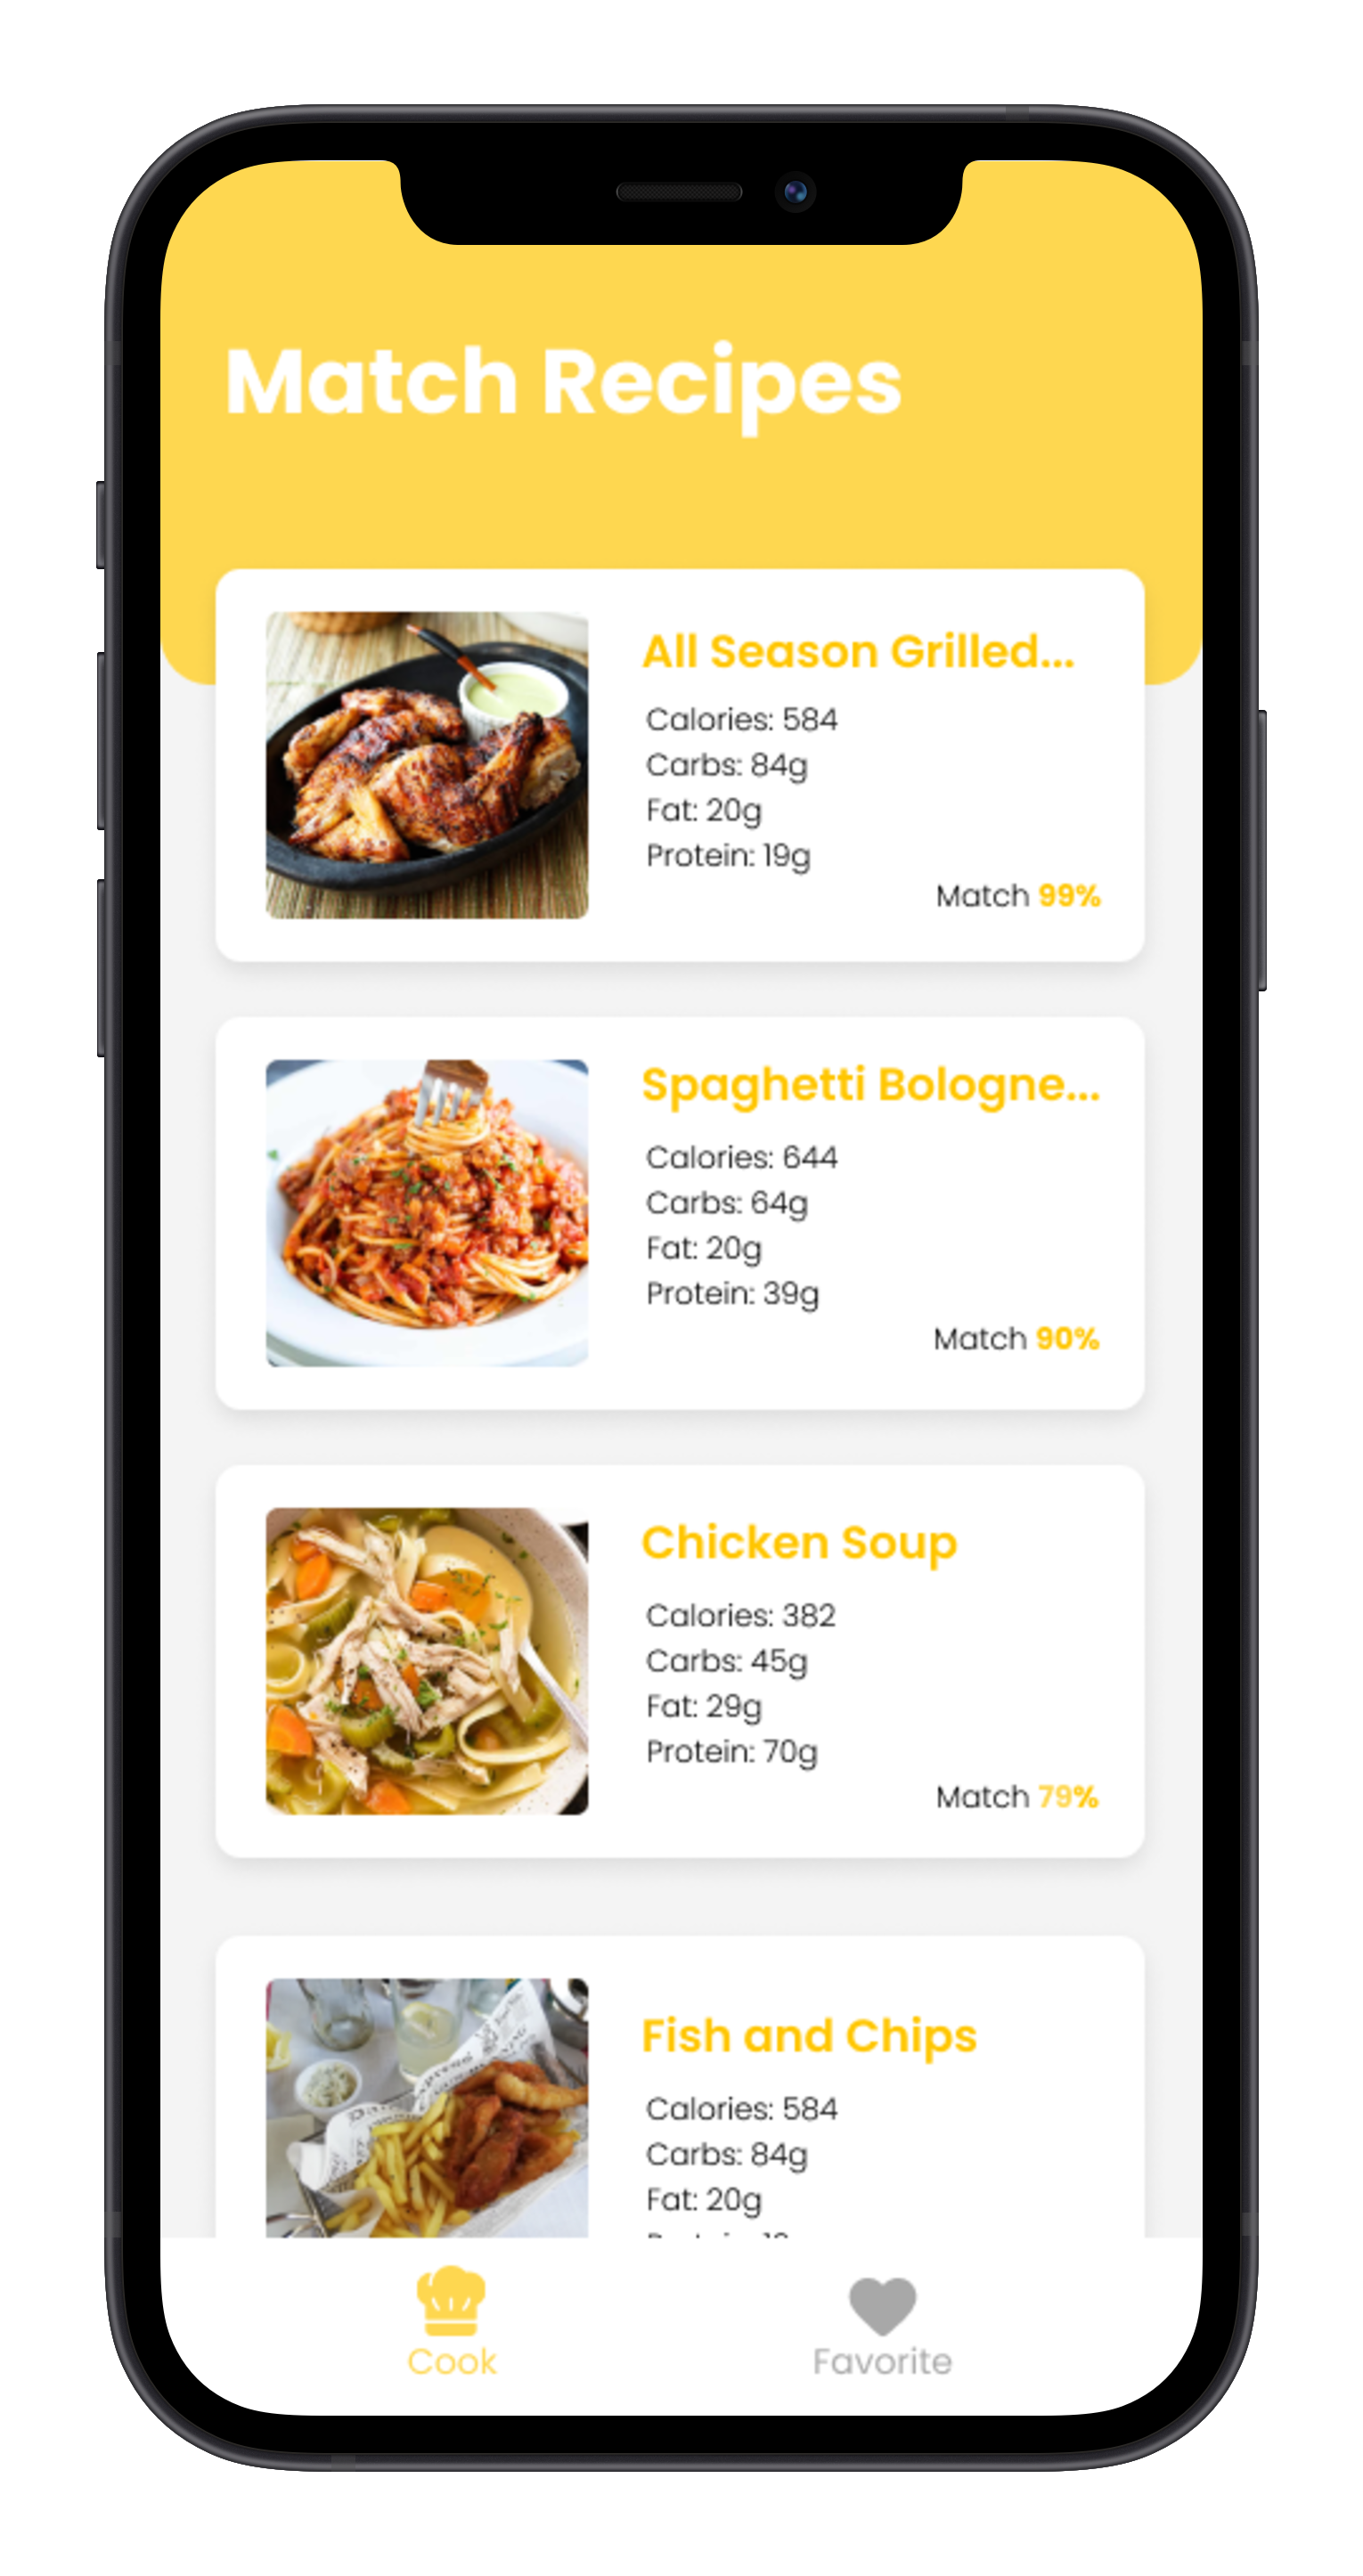 Match Recipes
All Season Grilled...
Calories: 584
Carbs: 84g
Fat: 20g
Protein: 19g
Match 99%
Spaghetti Bologne...
Calories: 644
Carbs: 64g
Fat: 20g
Protein: 39g
Match 90%
Chicken Soup
Calories: 382
Carbs: 45g
Fat: 29g
Protein: 70g
Match 79%
Fish and Chips
Calories: 584
Carbs: 84g
Fat: 20g
Cook
Favorite